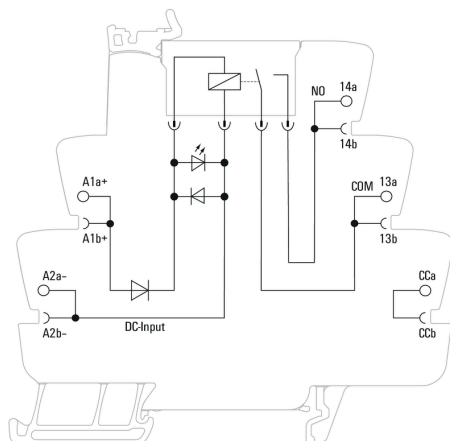 NO
14a
14b
A1a+
COM
13a
A1b+
13b
A2a–
CCa
DC-Input
A2b–
CCb